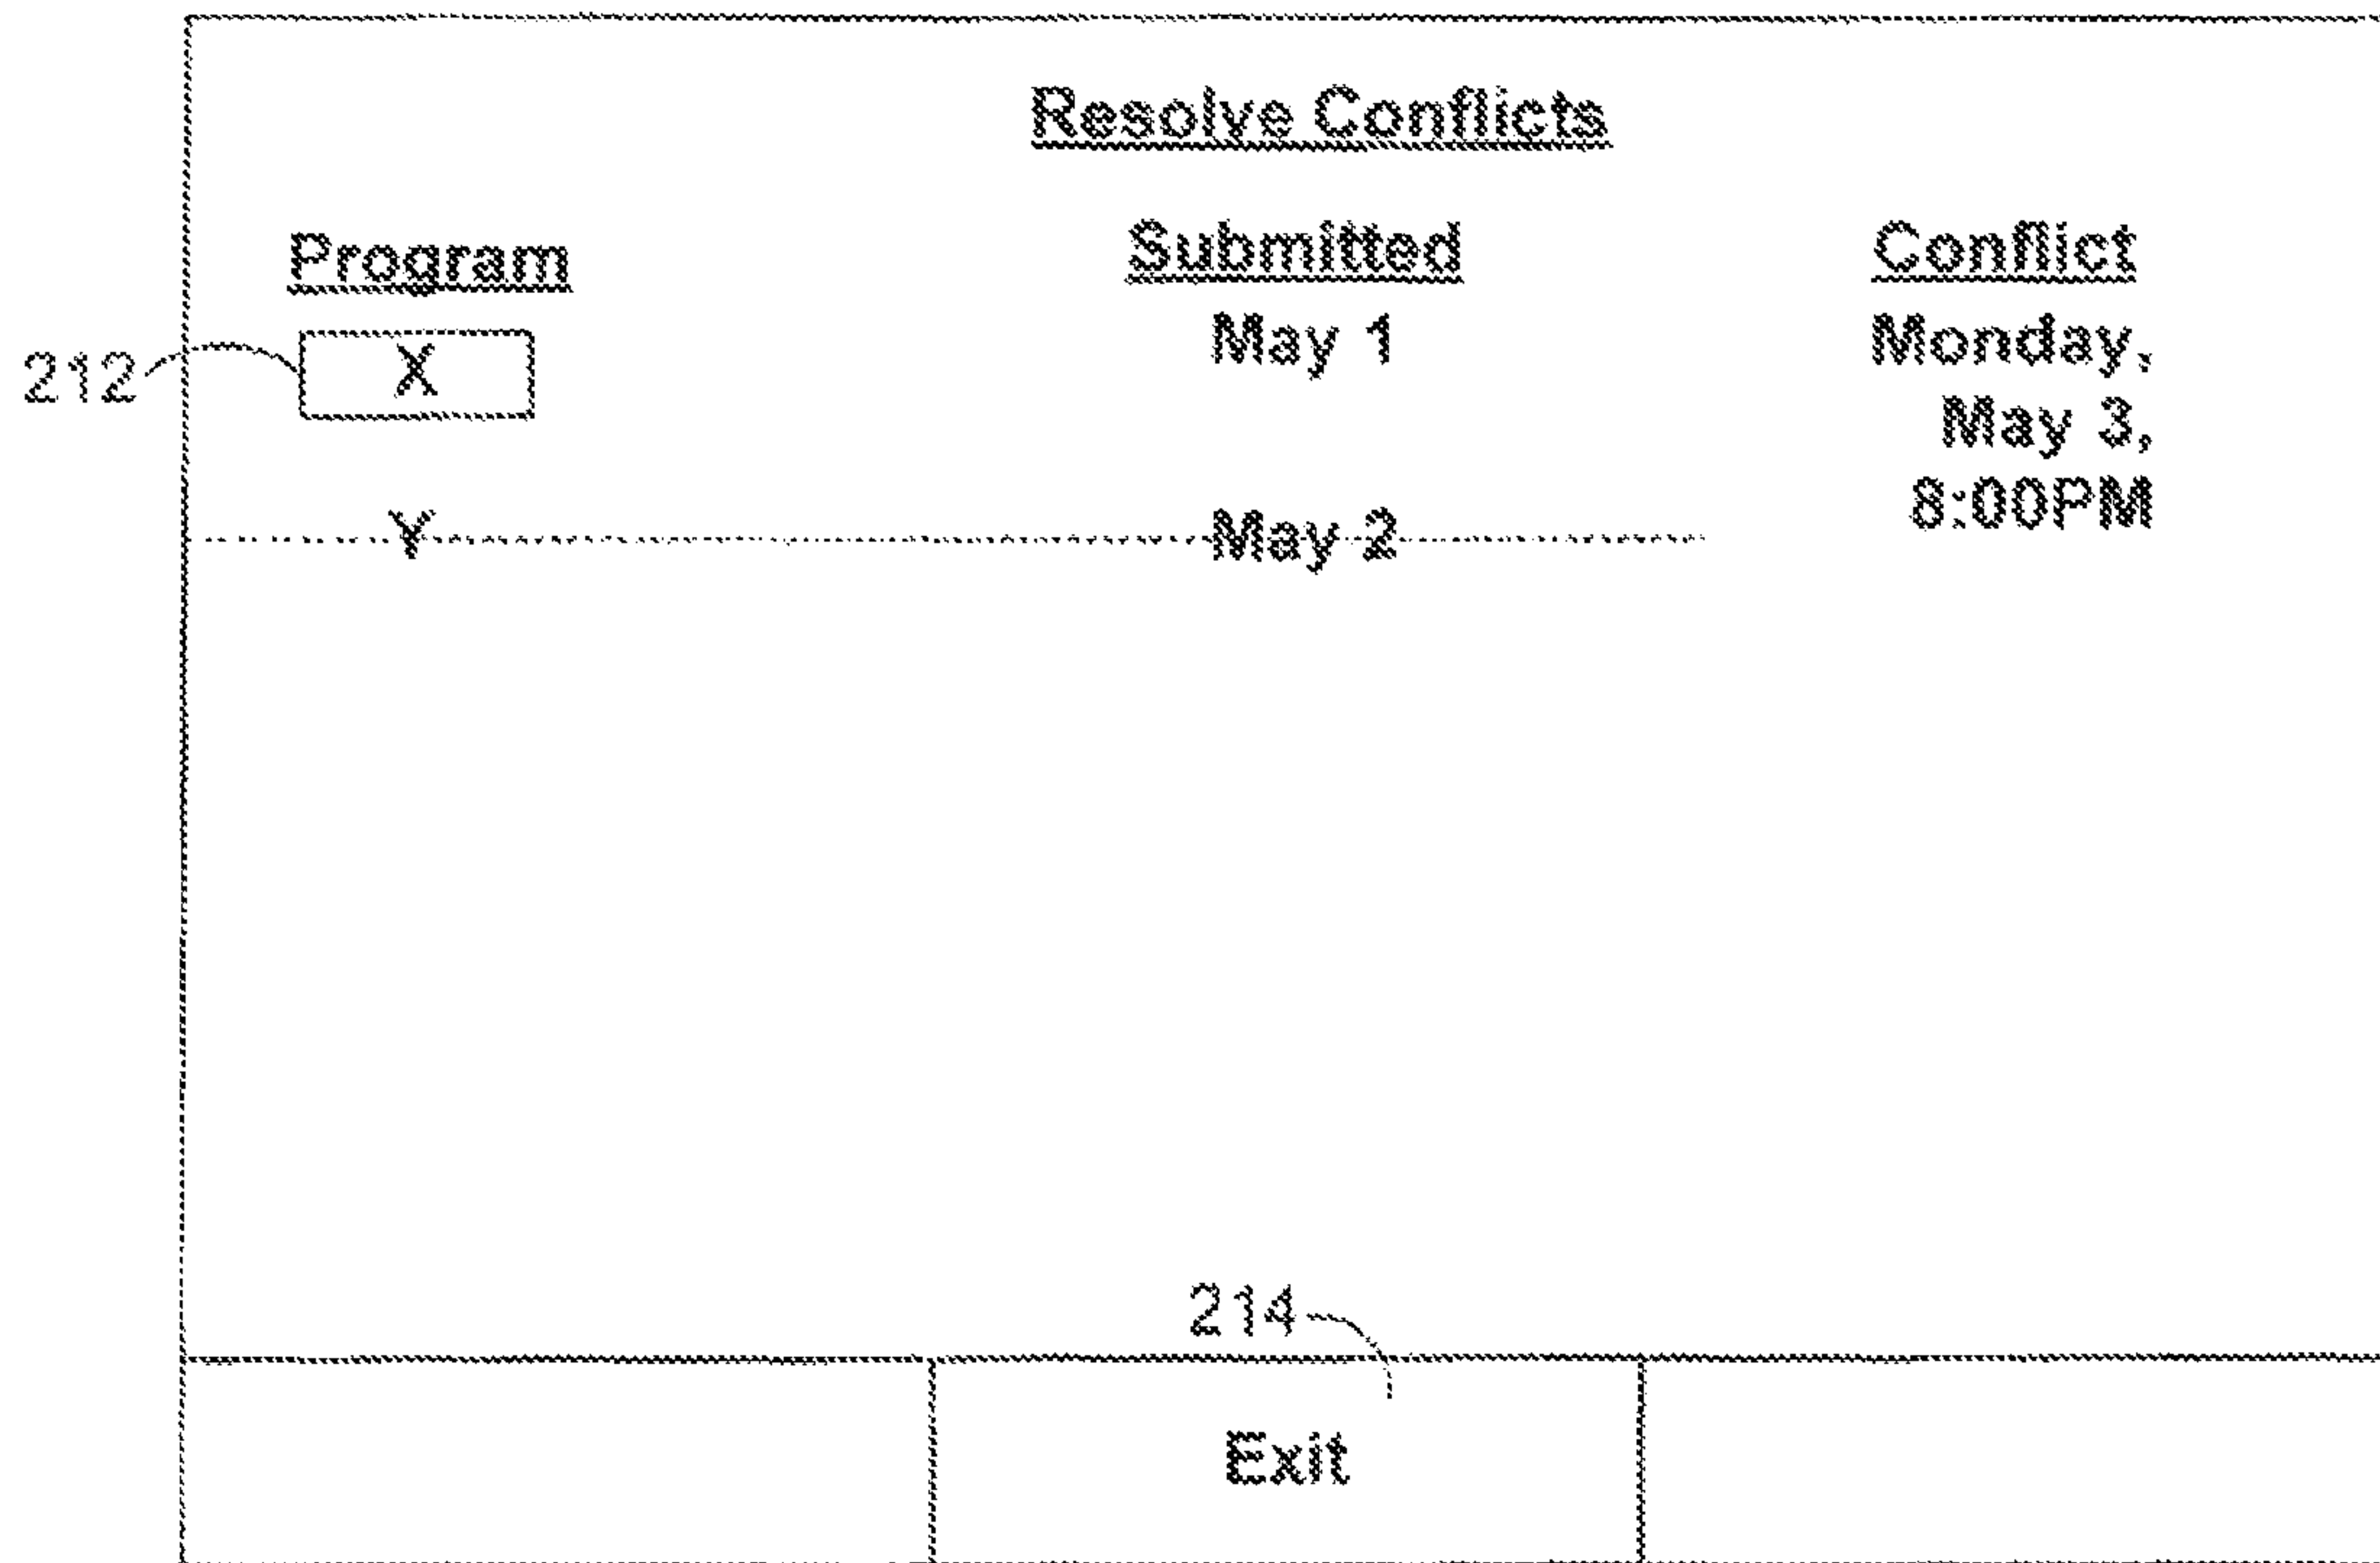 Resolve Conflicts
Program Submitted Conflict
212 X May 1 Monday,
May 3,
8:00PM
Y May 2
214
Exit